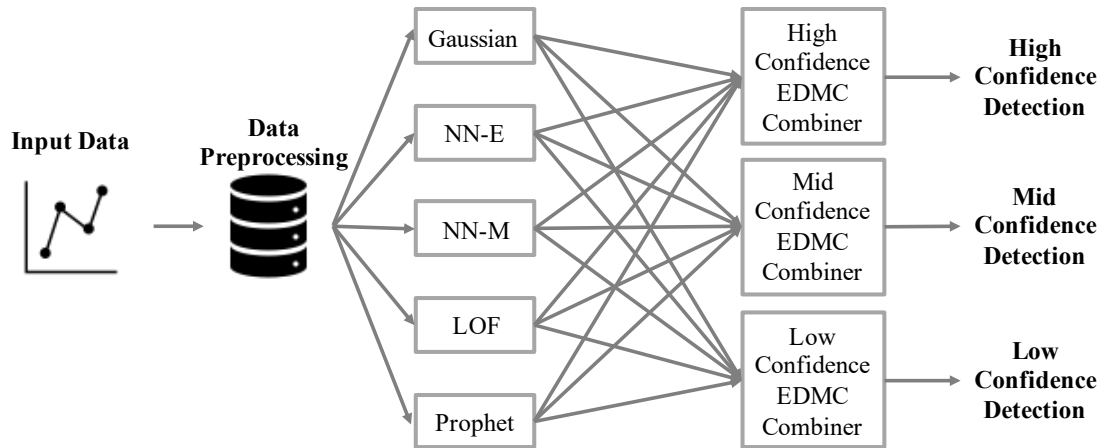 Input Data
Data
Preprocessing
Gaussian
NN-E
NN-M
LOF
Prophet
High
Confidence
EDMC
Combiner
Mid
Confidence
EDMC
Combiner
Low
Confidence
EDMC
Combiner
High
Confidence
Detection
Mid
Confidence
Detection
Low
Confidence
Detection